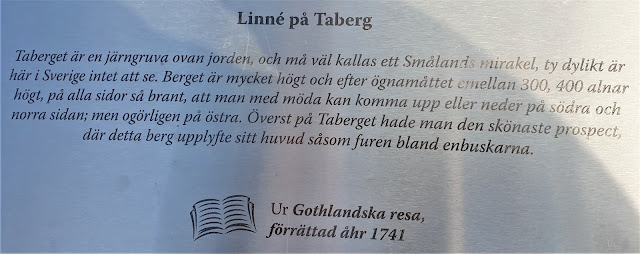 Linné på Taberg
Taberget är en järngruva ovan jorden, och må väl kallas ett Smålands mirakel, ty dylikt är
här i Sverige intet att se. Berget är mycket högt och efter ögnamåttet emellan 300, 400 alnar
högt, på alla sidor så brant, att man med möda kan komma upp eller neder på södra och
norra sidan; men ogörligen på östra. Överst på Taberget hade man den skönaste prospect,
där detta berg upplyfte sitt huvud såsom furen bland enbuskarna.
Ur Gothlandska resa,
förrättad åhr 1741